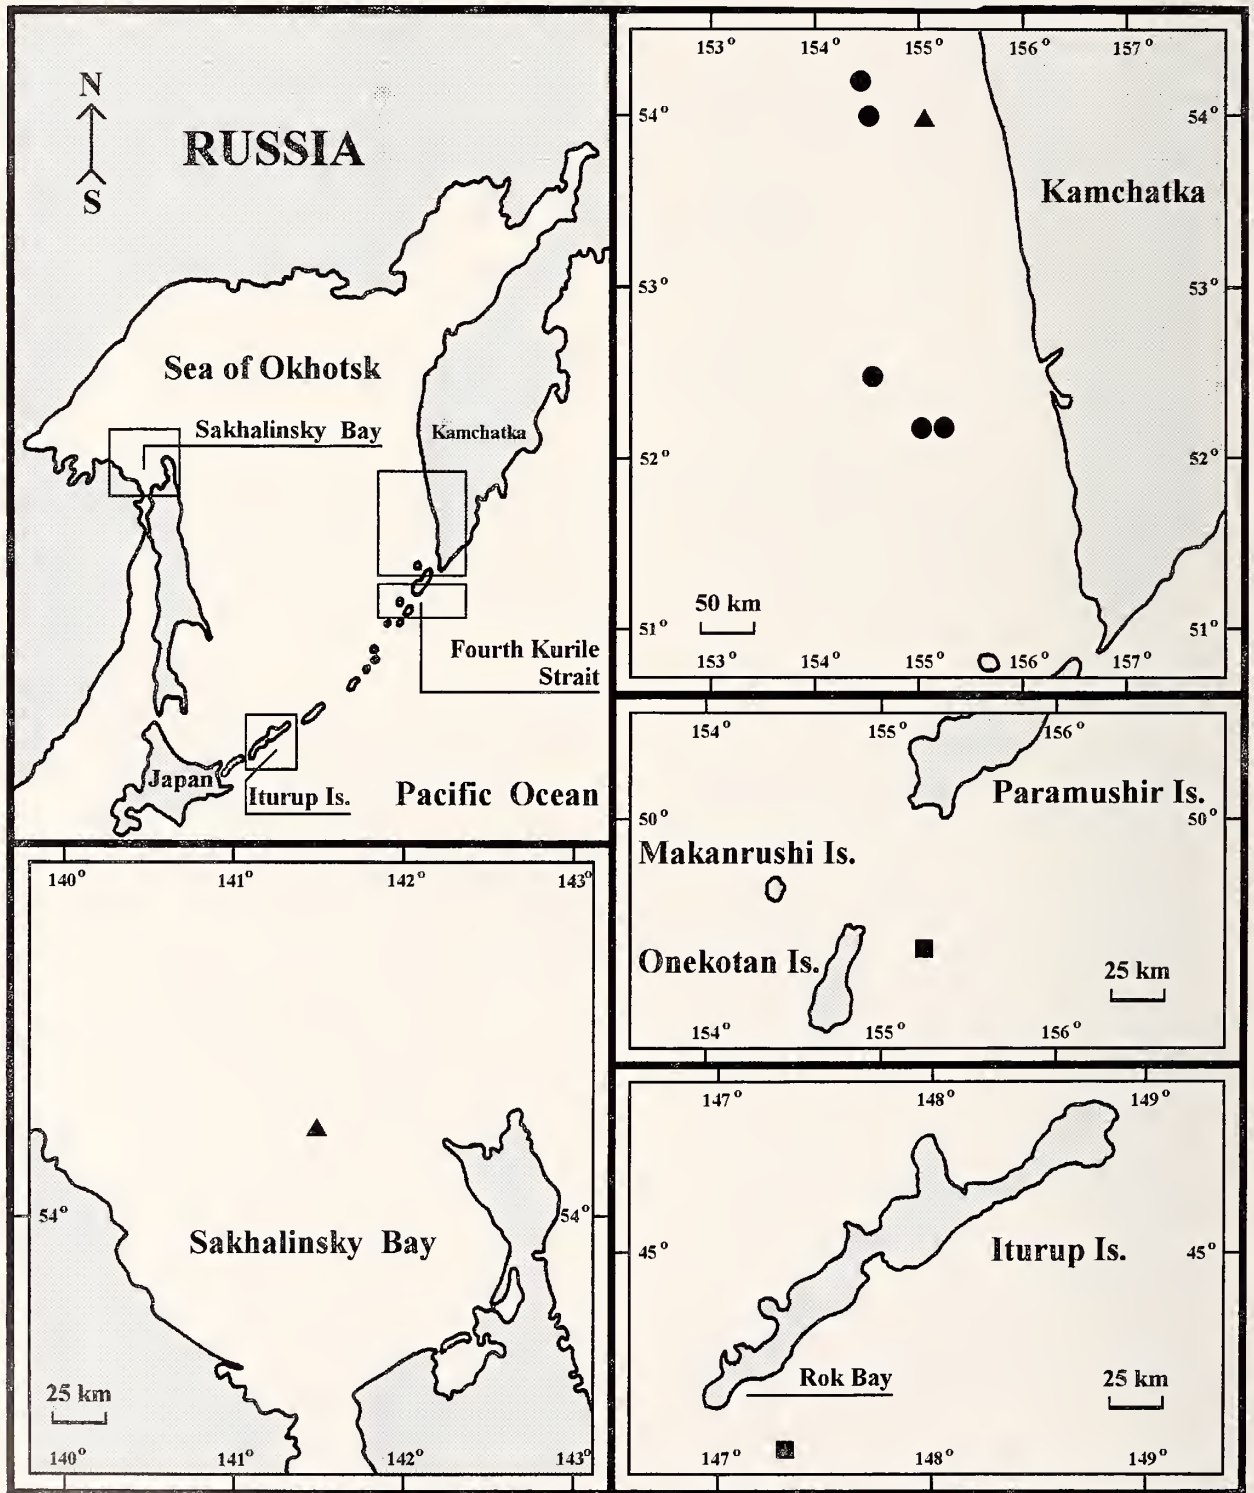 N
S
RUSSIA
Sea of Okhotsk
Sakhalinsky Bay
Kamchatka
Fourth Kurile
Strait
Japan
Iturup Is.
Pacific Ocean
153° 154° 155° 156° 157°
54° 54°
Kamchatka
53° 53°
52° 52°
50 km
51° 51°
153° 154° 155° 156° 157°
154° 155° 156°
Paramushir Is.
50° 50°
Makanrushi Is.
Onekotan Is.
25 km
154° 155° 156°
140° 141° 142° 143°
54° 54°
Sakhalinsky Bay
25 km
140° 141° 142° 143°
147° 148° 149°
45° 45°
Iturup Is.
Rok Bay
25 km
147° 148° 149°